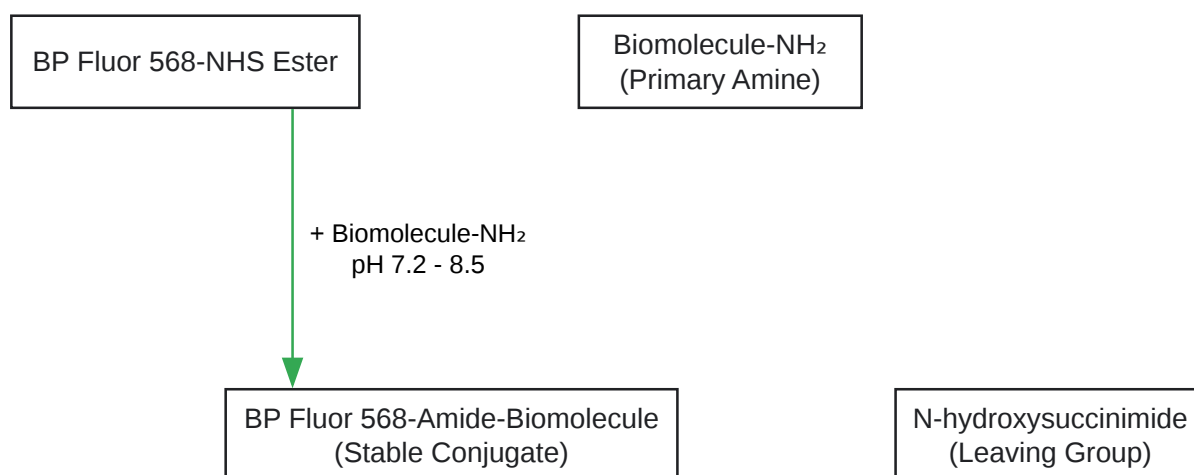 BP Fluor 568-NHS Ester
Biomolecule-NH₂
(Primary Amine)
+ Biomolecule-NH₂
pH 7.2 - 8.5
BP Fluor 568-Amide-Biomolecule
(Stable Conjugate)
N-hydroxysuccinimide
(Leaving Group)